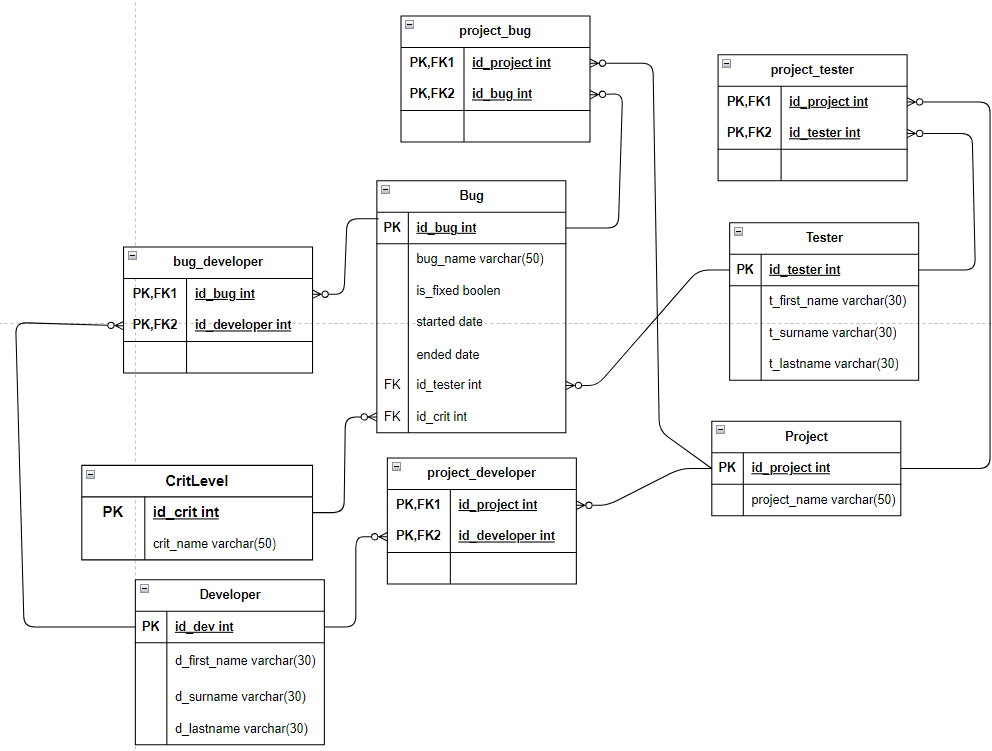 project_bug
PK,FK1 id_project int
PK,FK2 id_bug int
project_tester
PK,FK1 id_project int
PK,FK2 id_tester int
Bug
PK id_bug int
bug_name varchar(50)
is_fixed boolen
started date
ended date
FK id_tester int
FK id_crit int
Tester
PK id_tester int
t_first_name varchar(30)
t_surname varchar(30)
t_lastname varchar(30)
bug_developer
PK,FK1 id_bug int
PK,FK2 id_developer int
Project
PK id_project int
project_name varchar(50)
CritLevel
PK id_crit int
crit_name varchar(50)
project_developer
PK,FK1 id_project int
PK,FK2 id_developer int
Developer
PK id_dev int
d_first_name varchar(30)
d_surname varchar(30)
d_lastname varchar(30)